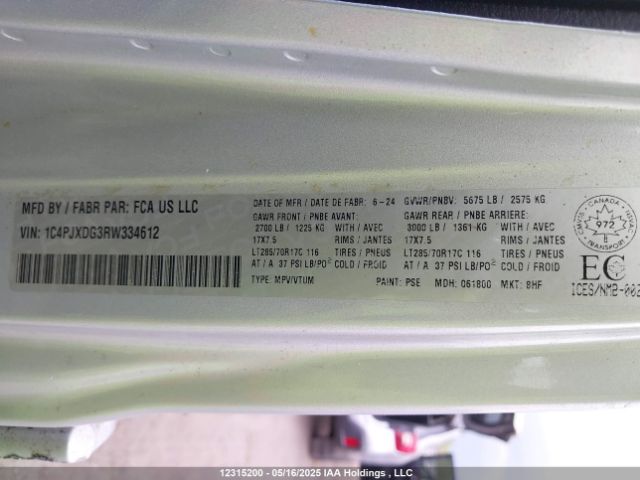 MFD BY / FABR PAR: FCA US LLC
VIN: 1C4PJXDG3RW334612
DATE OF MFR / DATE DE FABR: 6-24 GVWR/PNBV: 5675 LB / 2575 KG
GAWR FRONT / PNBE AVANT: GAWR REAR / PNBE ARRIERE:
2700 LB / 1225 KG WITH / AVEC 3000 LB / 1361 KG WITH / AVEC
17X7.5 RIMS / JANTES 17X7.5 RIMS / JANTES
LT285/70R17C 116 TIRES / PNEUS LT285/70R17C 116 TIRES / PNEUS
AT / A 37 PSI LB/PO² COLD / FROID AT / A 37 PSI LB/PO² COLD / FROID
TYPE: MPV/VTUM PAINT: PSE MDH: 061800 MKT: 8HF
CANADA
CMVSS 972 NSVAC
TRANSPORT
EC
ICES/NMB-002
12315200 - 05/16/2025 IAA Holdings , LLC